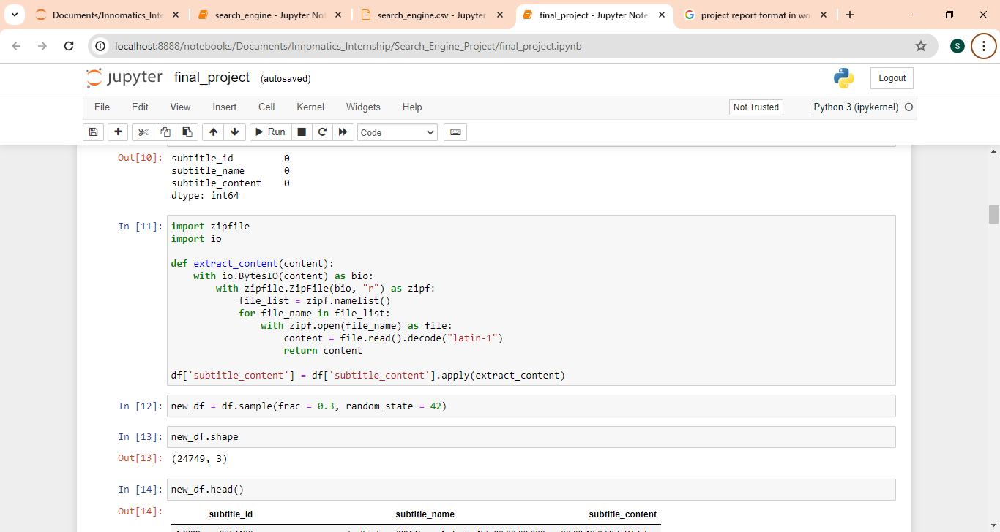 Documents/Innomatics_Inte
search_engine - Jupyter Not
search_engine.csv - Jupyter
final_project - Jupyter Note
project report format in wo
localhost:8888/notebooks/Documents/Innomatics_Internship/Search_Engine_Project/final_project.ipynb
S
jupyter final_project (autosaved)
Logout
File Edit View Insert Cell Kernel Widgets Help
Not Trusted
Python 3 (ipykernel)
Run
Code
Out[10]: subtitle_id 0
subtitle_name 0
subtitle_content 0
dtype: int64
In [11]: import zipfile
import io
def extract_content(content):
with io.BytesIO(content) as bio:
with zipfile.ZipFile(bio, "r") as zipf:
file_list = zipf.namelist()
for file_name in file_list:
with zipf.open(file_name) as file:
content = file.read().decode("latin-1")
return content
df['subtitle_content'] = df['subtitle_content'].apply(extract_content)
In [12]: new_df = df.sample(frac = 0.3, random_state = 42)
In [13]: new_df.shape
Out[13]: (24749, 3)
In [14]: new_df.head()
Out[14]:
subtitle_id subtitle_name subtitle_content